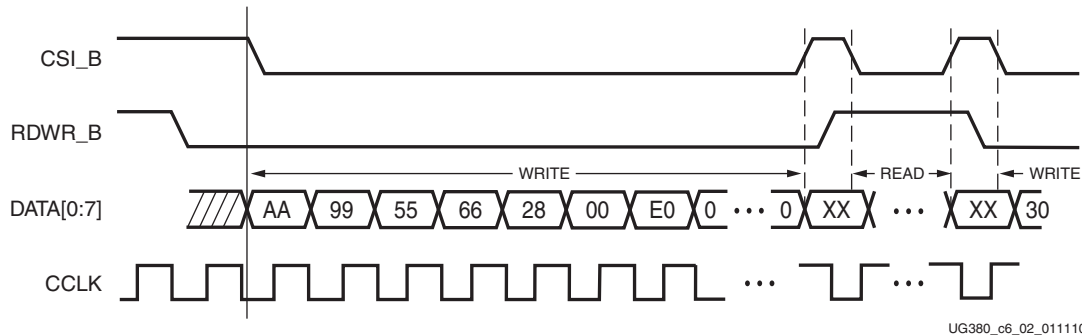 CSI_B
RDWR_B
WRITE READ WRITE
DATA[0:7] AA 99 55 66 28 00 E0 0 ••• 0 XX ••• XX 30
CCLK ••• •••
UG380_c6_02_011110